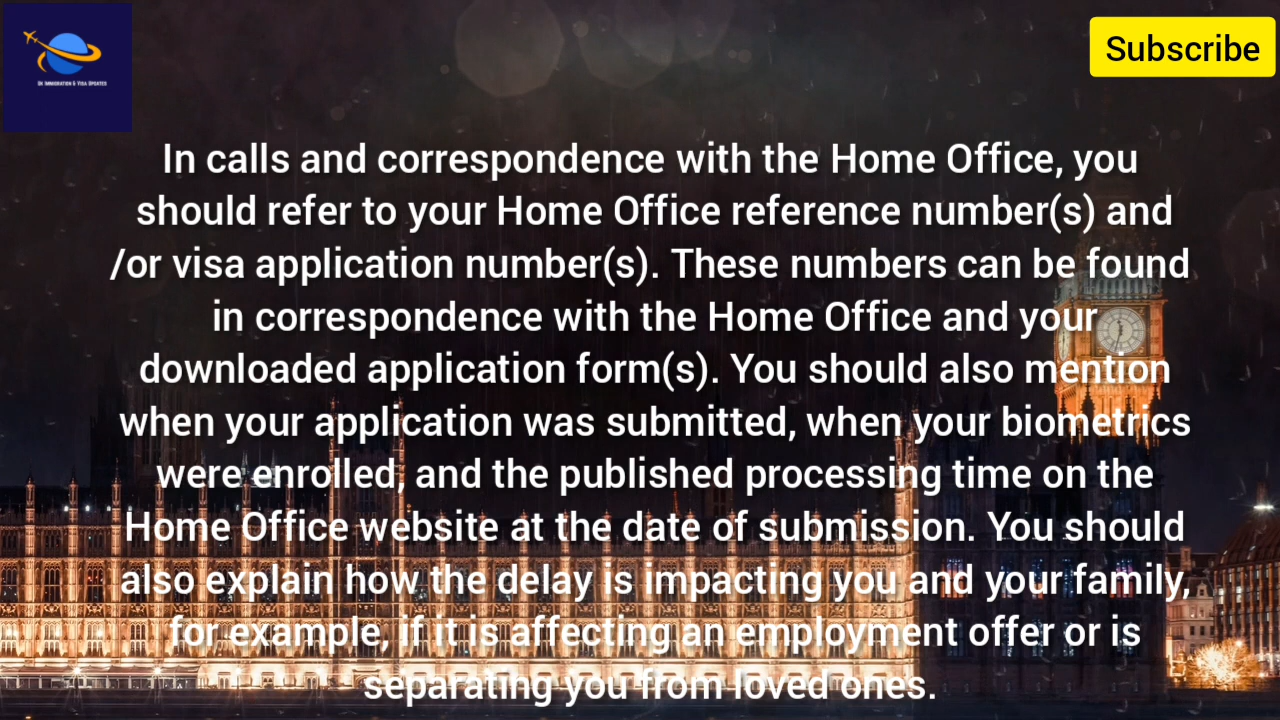 Uk Immigration & Visa Updates
Subscribe
In calls and correspondence with the Home Office, you
should refer to your Home Office reference number(s) and
/or visa application number(s). These numbers can be found
in correspondence with the Home Office and your
downloaded application form(s). You should also mention
when your application was submitted, when your biometrics
were enrolled, and the published processing time on the
Home Office website at the date of submission. You should
also explain how the delay is impacting you and your family,
for example, if it is affecting an employment offer or is
separating you from loved ones.